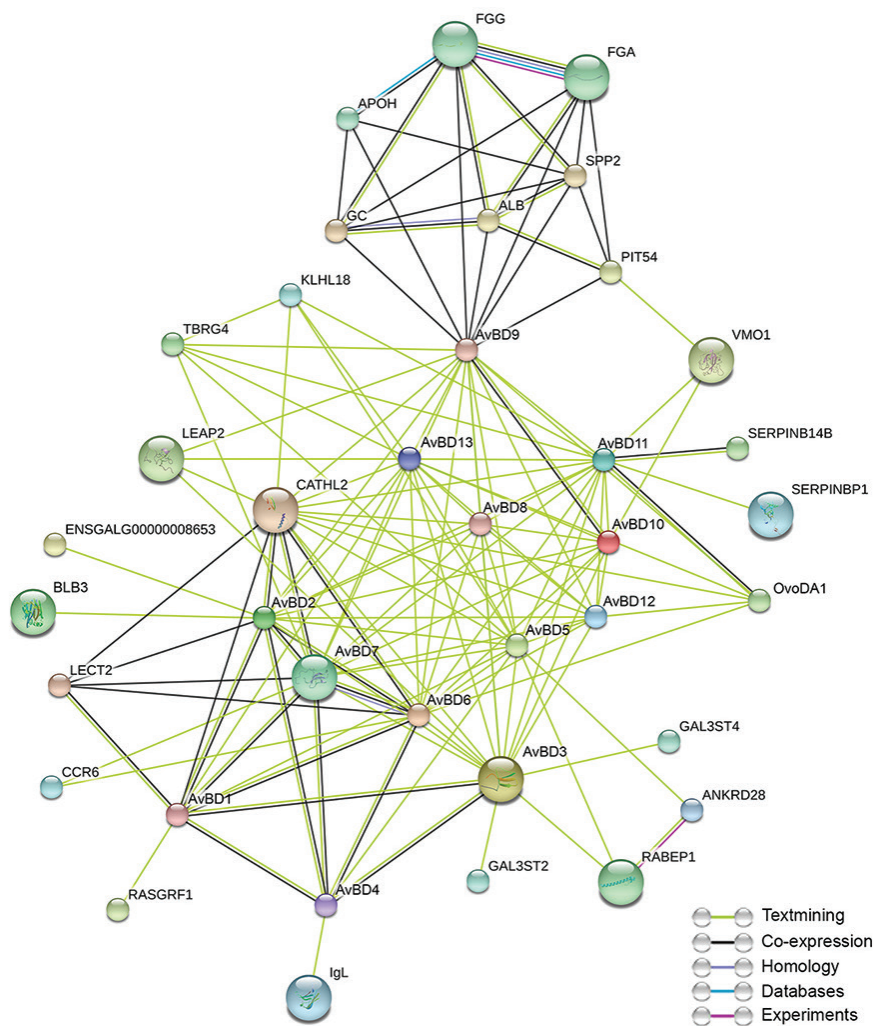 FGG
FGA
APOH
SPP2
ALB
GC
PIT54
KLHL18
TBRG4
AvBD9
VMO1
LEAP2
AvBD13
AvBD11
SERPINB14B
CATHL2
SERPINBP1
AvBD8
AvBD10
ENSGALG00000008653
BLB3
AvBD2
AvBD12
OvoDA1
AvBD5
AvBD7
LECT2
AvBD6
GAL3ST4
AvBD3
CCR6
AvBD1
ANKRD28
RABEP1
GAL3ST2
RASGRF1
AvBD4
IgL
Textmining
Co-expression
Homology
Databases
Experiments